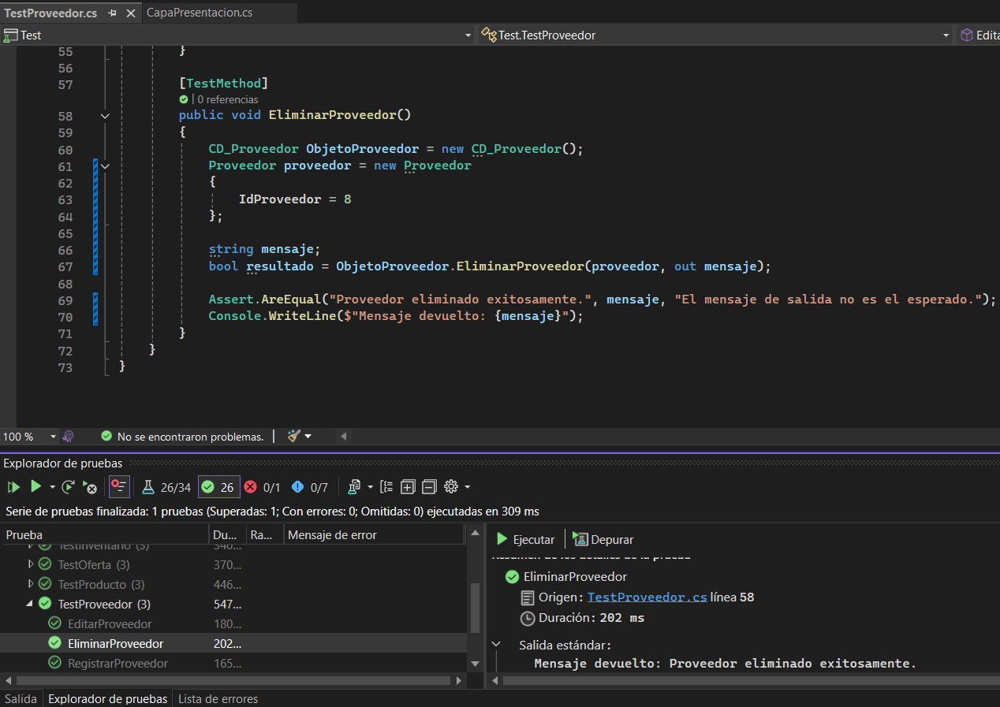 TestProveedor.cs CapaPresentacion.cs
Test Test.TestProveedor Edita
55 }
56
57 [TestMethod]
0 referencias
58 public void EliminarProveedor()
59 {
60 CD_Proveedor ObjetoProveedor = new CD_Proveedor();
61 Proveedor proveedor = new Proveedor
62 {
63 IdProveedor = 8
64 };
65
66 string mensaje;
67 bool resultado = ObjetoProveedor.EliminarProveedor(proveedor, out mensaje);
68
69 Assert.AreEqual("Proveedor eliminado exitosamente.", mensaje, "El mensaje de salida no es el esperado.");
70 Console.WriteLine($"Mensaje devuelto: {mensaje}");
71 }
72 }
73 }
100 % No se encontraron problemas.
Explorador de pruebas
26/34 26 0/1 0/7
Serie de pruebas finalizada: 1 pruebas (Superadas: 1; Con errores: 0; Omitidas: 0) ejecutadas en 309 ms
Prueba Du... Ra... Mensaje de error
TestInventario (3) 340...
TestOferta (3) 370...
TestProducto (3) 446...
TestProveedor (3) 547...
EditarProveedor 180...
EliminarProveedor 202...
RegistrarProveedor 165...
Ejecutar Depurar
Resumen de los detalles de la prueba
EliminarProveedor
Origen: TestProveedor.cs línea 58
Duración: 202 ms
Salida estándar:
Mensaje devuelto: Proveedor eliminado exitosamente.
Salida Explorador de pruebas Lista de errores